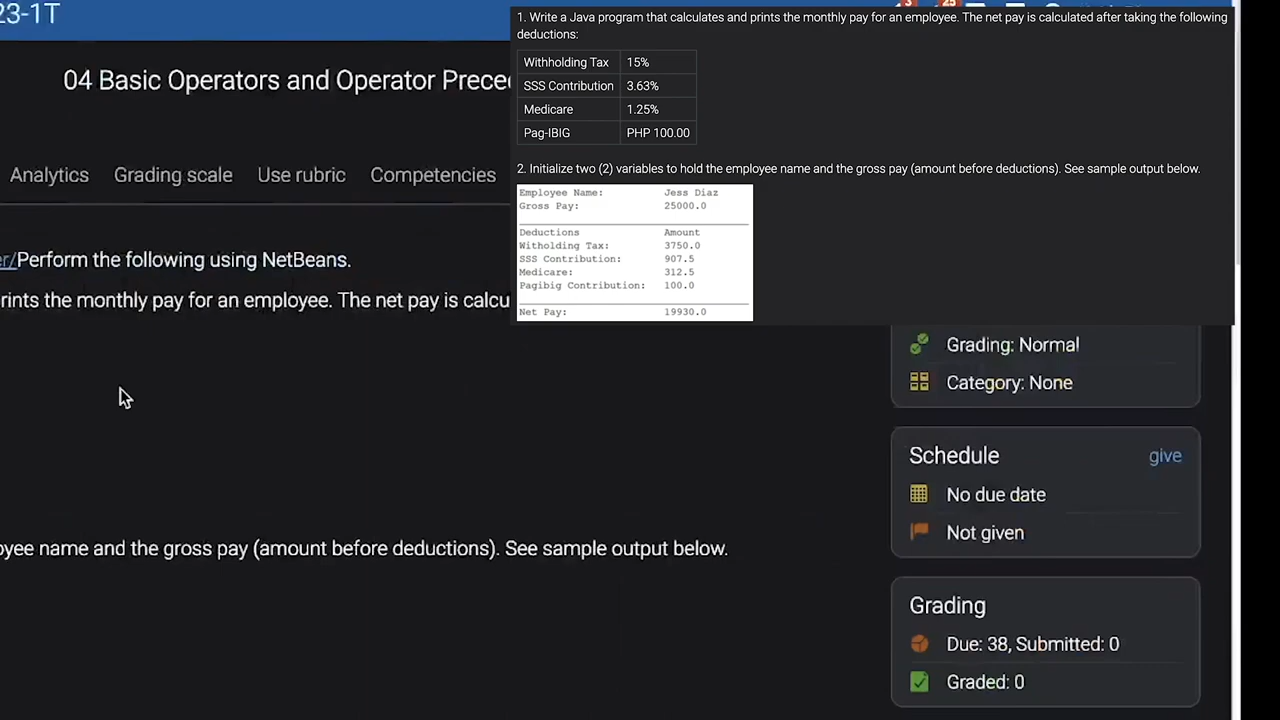 23-1T
04 Basic Operators and Operator Prece
Analytics Grading scale Use rubric Competencies
er/Perform the following using NetBeans.
rints the monthly pay for an employee. The net pay is calcu
oyee name and the gross pay (amount before deductions). See sample output below.
1. Write a Java program that calculates and prints the monthly pay for an employee. The net pay is calculated after taking the following
deductions:
Withholding Tax 15%
SSS Contribution 3.63%
Medicare 1.25%
Pag-IBIG PHP 100.00
2. Initialize two (2) variables to hold the employee name and the gross pay (amount before deductions). See sample output below.
Employee Name: Jess Diaz
Gross Pay: 25000.0
Deductions Amount
Witholding Tax: 3750.0
SSS Contribution: 907.5
Medicare: 312.5
Pagibig Contribution: 100.0
Net Pay: 19930.0
Grading: Normal
Category: None
Schedule give
No due date
Not given
Grading
Due: 38, Submitted: 0
Graded: 0